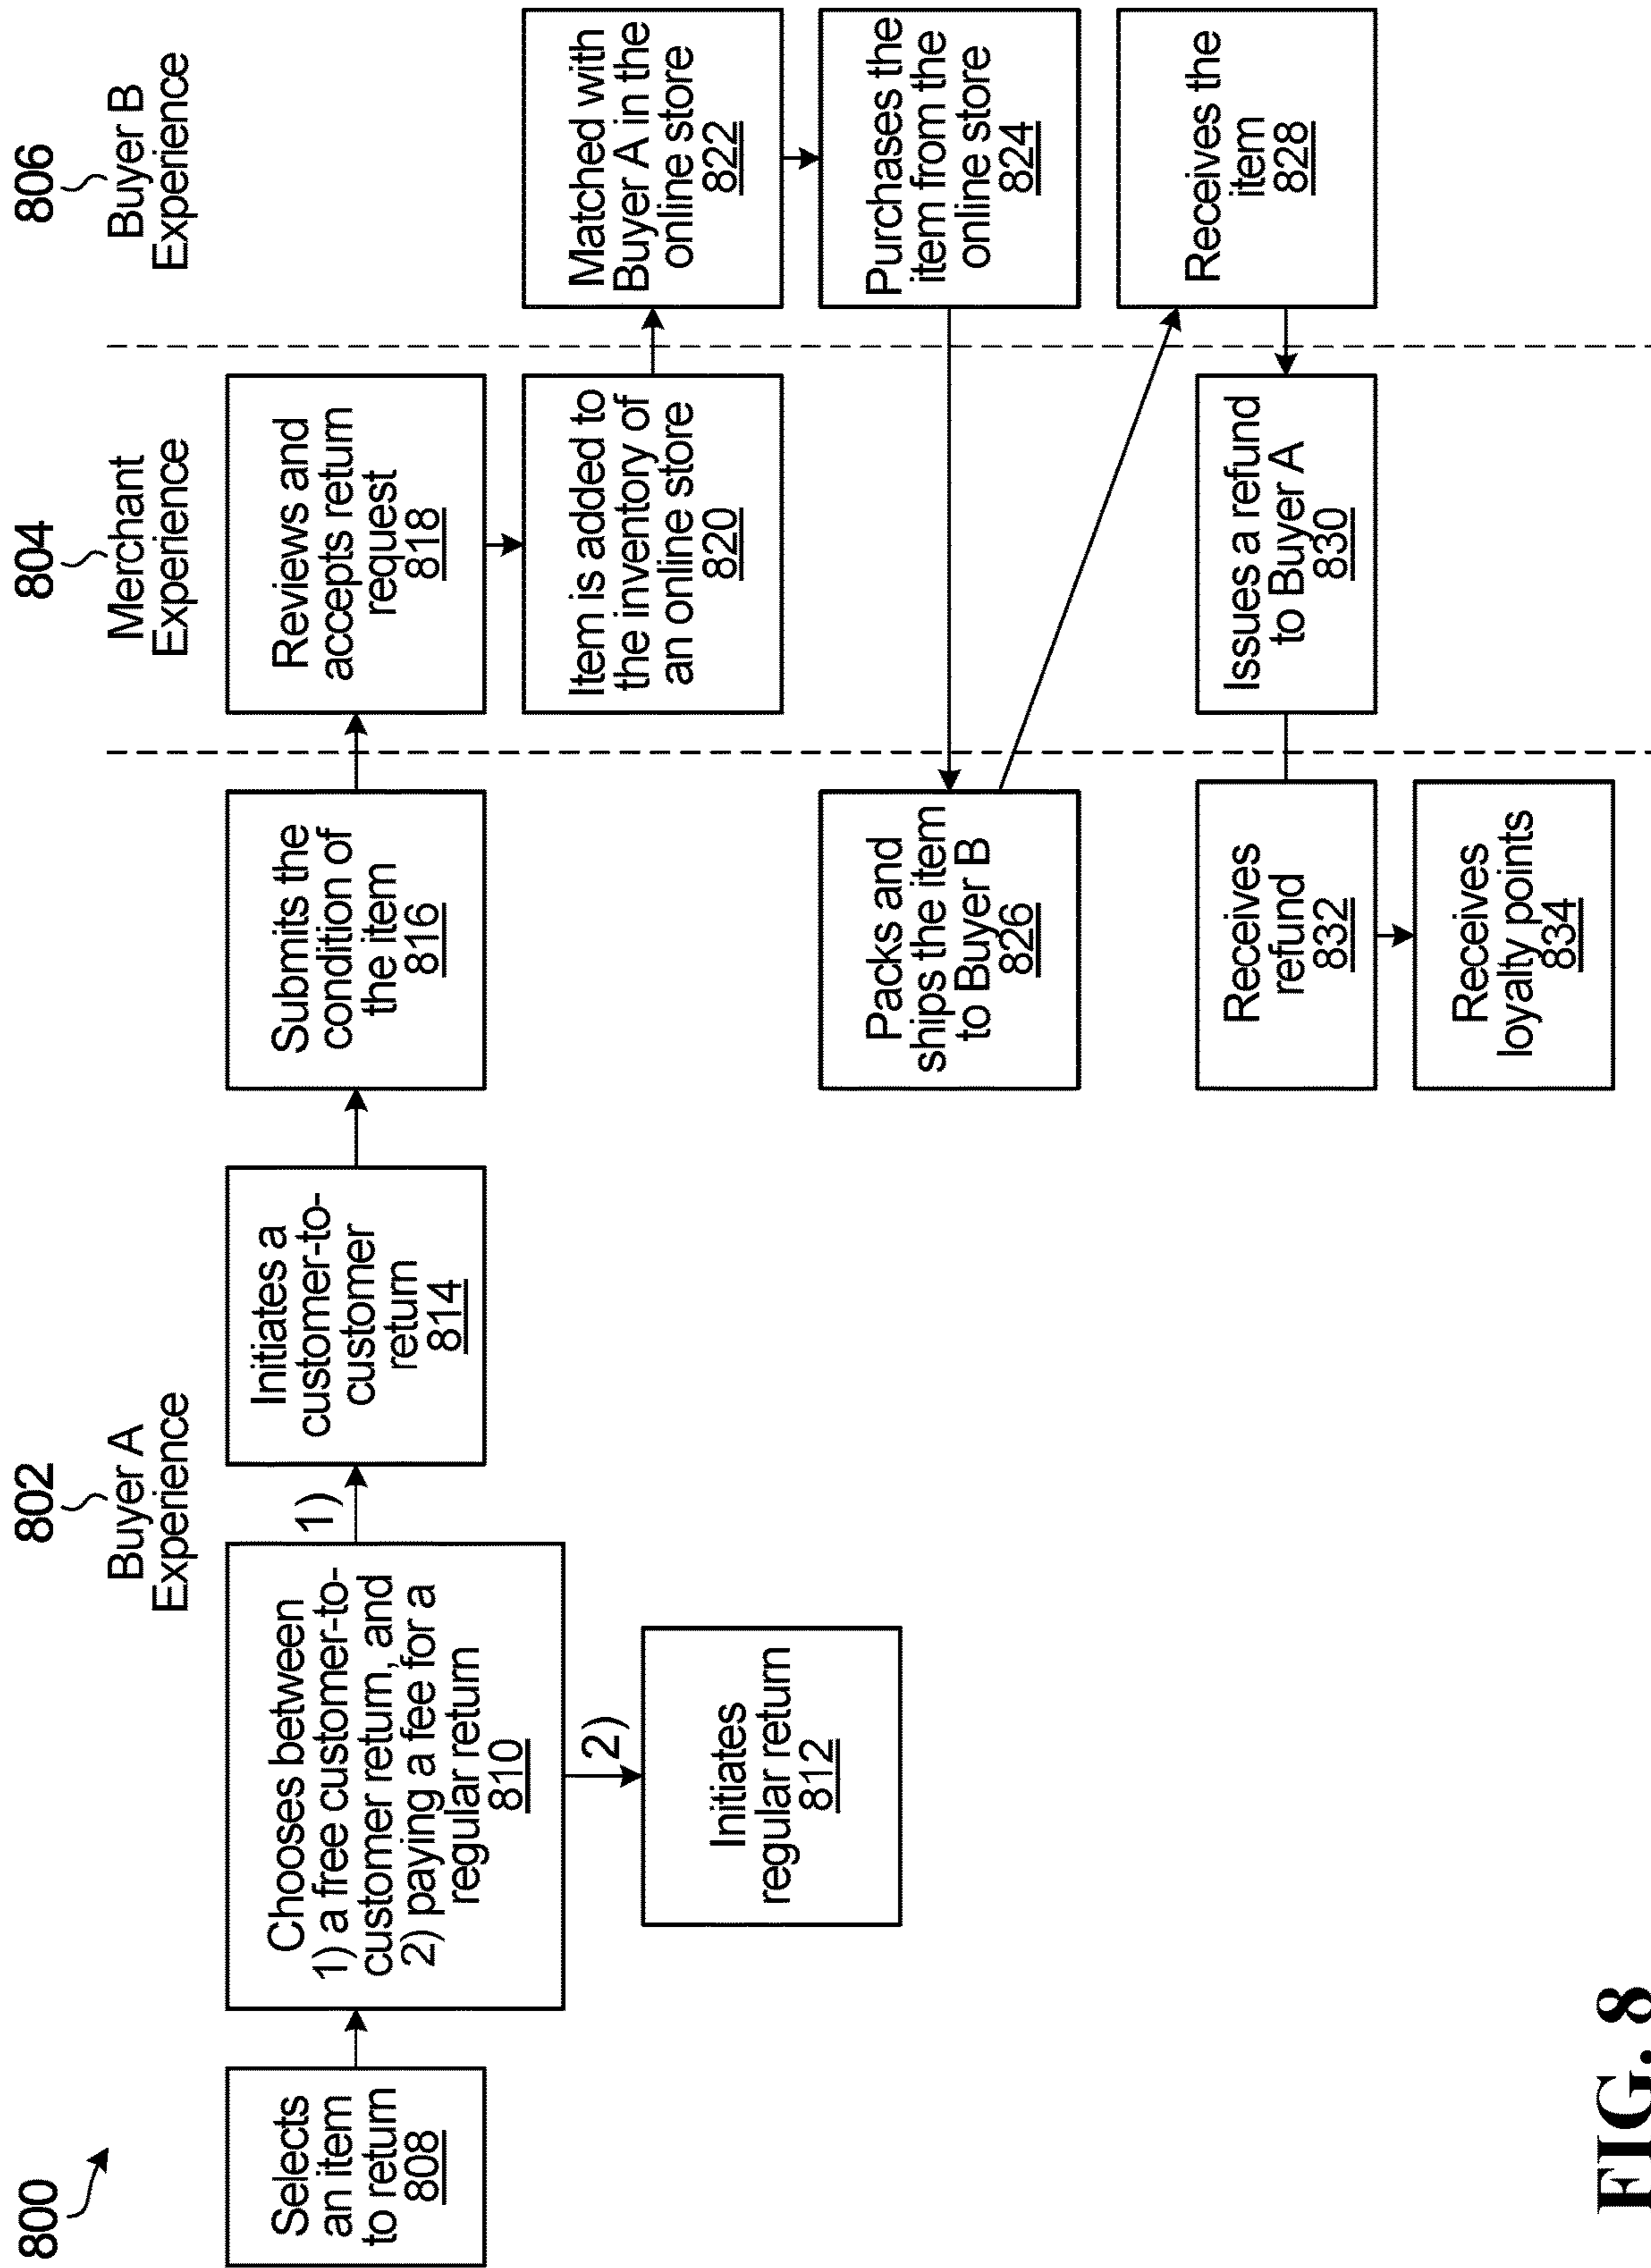 800
802
Buyer A
Experience
804
Merchant
Experience
806
Buyer B
Experience
Selects
an item
to return
808
Chooses between
1) a free customer-to-
customer return, and
2) paying a fee for a
regular return
810
1)
2)
Initiates
regular return
812
Initiates a
customer-to-
customer
return
814
Submits the
condition of
the item
816
Reviews and
accepts return
request
818
Item is added to
the inventory of
an online store
820
Matched with
Buyer A in the
online store
822
Purchases the
item from the
online store
824
Packs and
ships the item
to Buyer B
826
Receives the
item
828
Issues a refund
to Buyer A
830
Receives
refund
832
Receives
loyalty points
834
FIG. 8